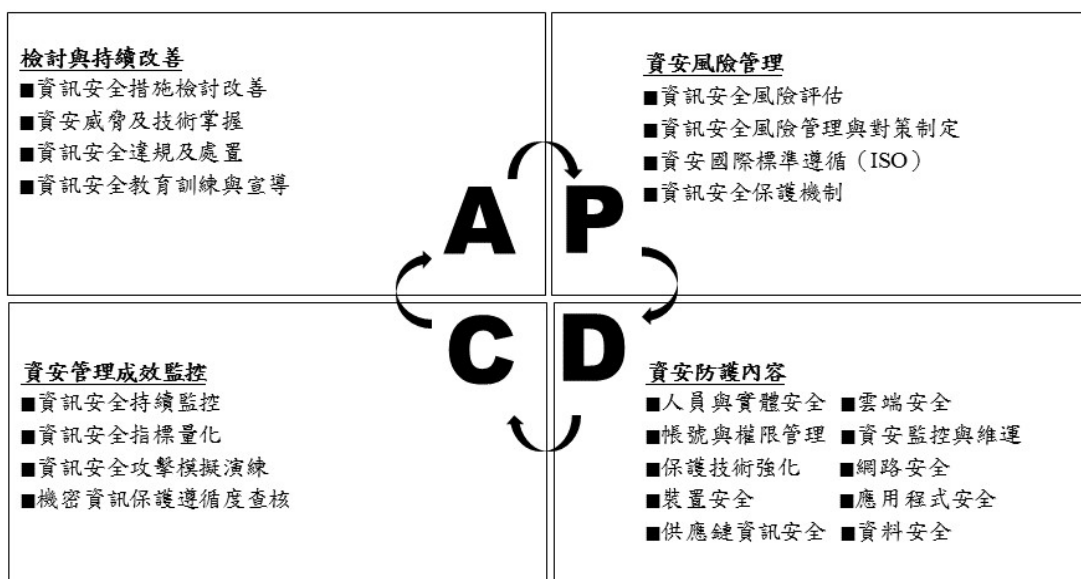 檢討與持續改善
■資訊安全措施檢討改善
■資安威脅及技術掌握
■資訊安全違規及處置
■資訊安全教育訓練與宣導
A
資安風險管理
■資訊安全風險評估
■資訊安全風險管理與對策制定
■資安國際標準遵循（ISO）
■資訊安全保護機制
P
資安管理成效監控
■資訊安全持續監控
■資訊安全指標量化
■資訊安全攻擊模擬演練
■機密資訊保護遵循度查核
C
D
資安防護內容
■人員與實體安全 ■雲端安全
■帳號與權限管理 ■資安監控與維運
■保護技術強化 ■網路安全
■裝置安全 ■應用程式安全
■供應鏈資訊安全 ■資料安全